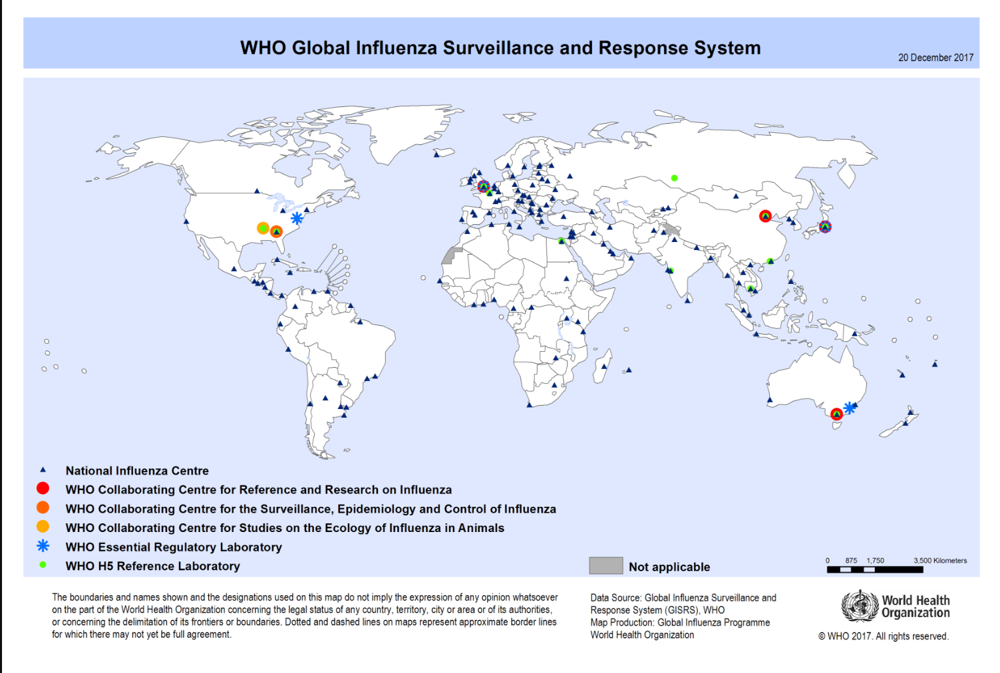 WHO Global Influenza Surveillance and Response System
20 December 2017
National Influenza Centre
WHO Collaborating Centre for Reference and Research on Influenza
WHO Collaborating Centre for the Surveillance, Epidemiology and Control of Influenza
WHO Collaborating Centre for Studies on the Ecology of Influenza in Animals
WHO Essential Regulatory Laboratory
WHO H5 Reference Laboratory
Not applicable
0 875 1,750 3,500 Kilometers
The boundaries and names shown and the designations used on this map do not imply the expression of any opinion whatsoever
on the part of the World Health Organization concerning the legal status of any country, territory, city or area or of its authorities,
or concerning the delimitation of its frontiers or boundaries. Dotted and dashed lines on maps represent approximate border lines
for which there may not yet be full agreement.
Data Source: Global Influenza Surveillance and
Response System (GISRS), WHO
Map Production: Global Influenza Programme
World Health Organization
World Health
Organization
© WHO 2017. All rights reserved.